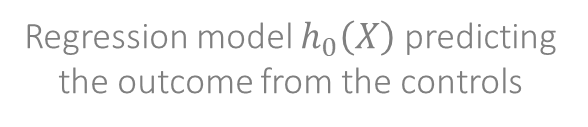 Regression model h₀(X) predicting
the outcome from the controls